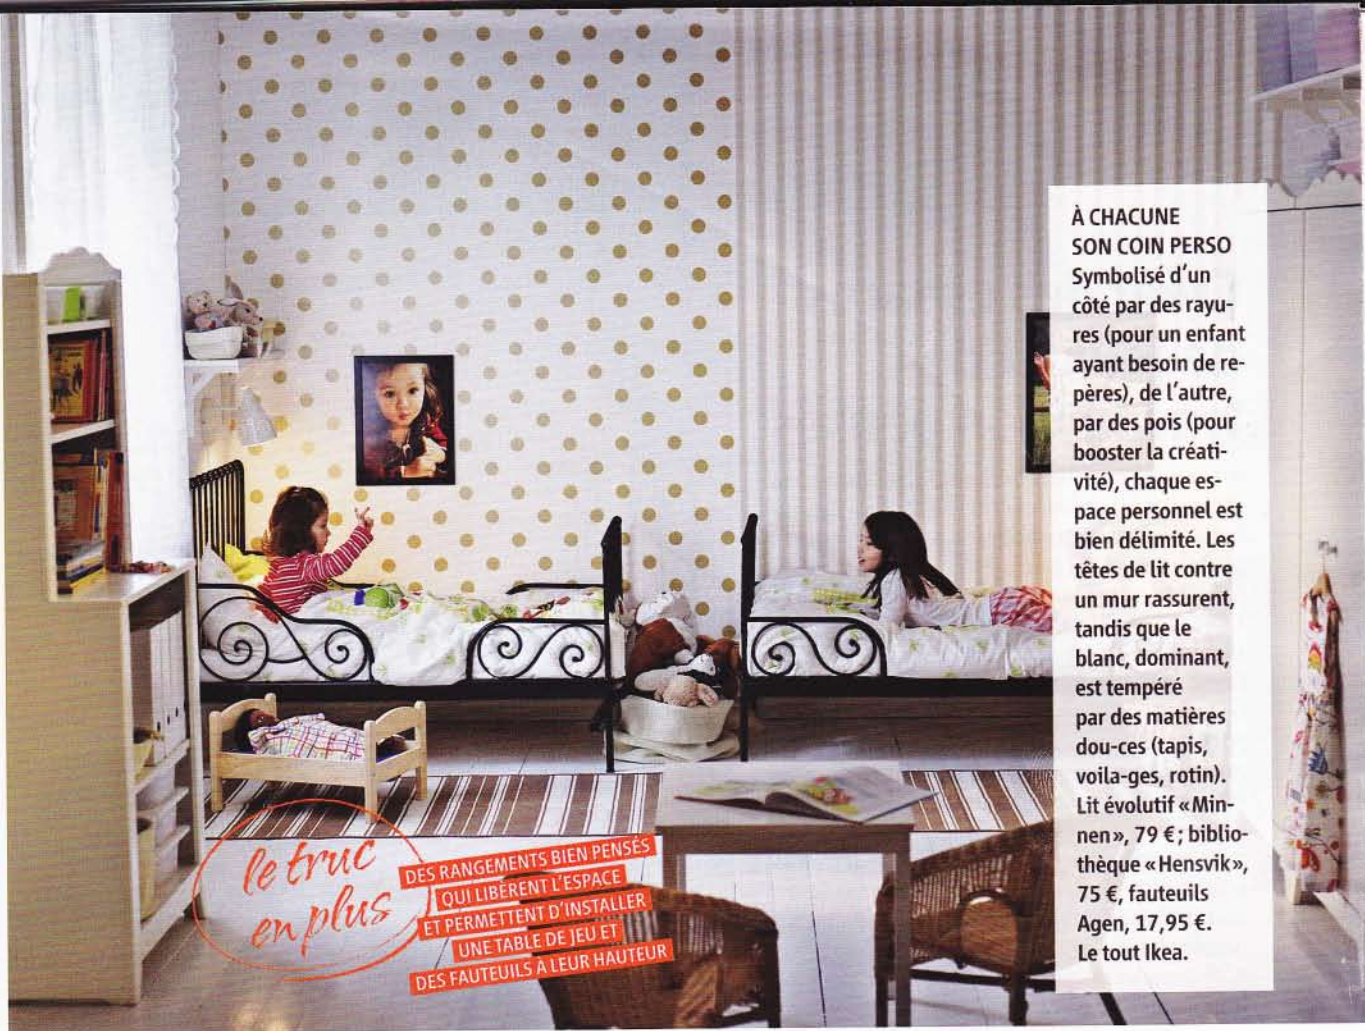 À CHACUNE
SON COIN PERSO
Symbolisé d'un
côté par des rayu-
res (pour un enfant
ayant besoin de re-
pères), de l'autre,
par des pois (pour
booster la créati-
vité), chaque es-
pace personnel est
bien délimité. Les
têtes de lit contre
un mur rassurent,
tandis que le
blanc, dominant,
est tempéré
par des matières
dou-ces (tapis,
voila-ges, rotin).
Lit évolutif «Min-
nen», 79 €; biblio-
thèque «Hensvik»,
75 €, fauteuils
Agen, 17,95 €.
Le tout Ikea.
le truc
en plus
DES RANGEMENTS BIEN PENSÉS
QUI LIBÈRENT L'ESPACE
ET PERMETTENT D'INSTALLER
UNE TABLE DE JEU ET
DES FAUTEUILS À LEUR HAUTEUR